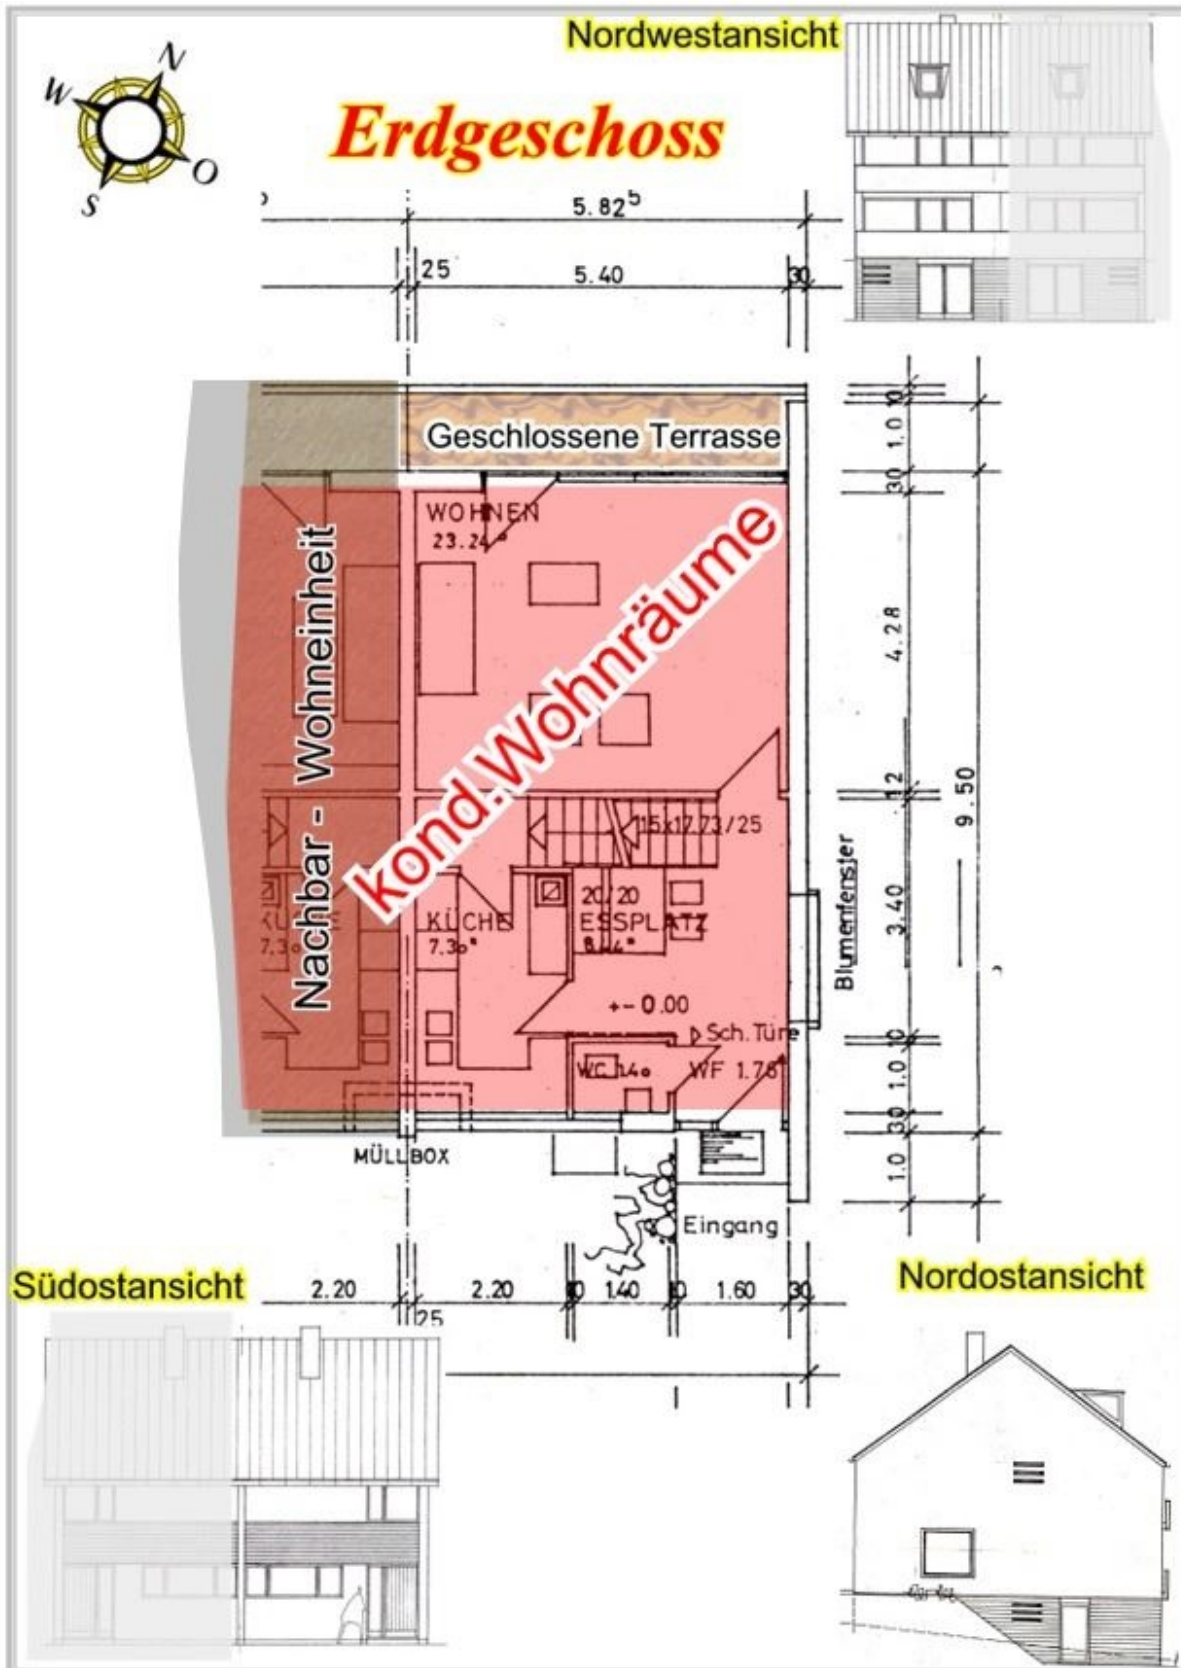 Nordwestansicht
N
W
O
S
Erdgeschoss
5.82⁵
25
5.40
30
Geschlossene Terrasse
1.0
30
WOHNEN
23.24
Nachbar - Wohneinheit
kond.Wohnräume
4.28
12
9.50
15x17.73/25
Blumenfenster
3.40
20/20
KÜCHE
ESSPLATZ
7.30
+-0.00
Sch.Türe
10
WC 1.40
WF 1.76
1.0
30
MÜLLBOX
1.0
Eingang
Südostansicht
Nordostansicht
2.20
2.20
1.40
1.60
30
25